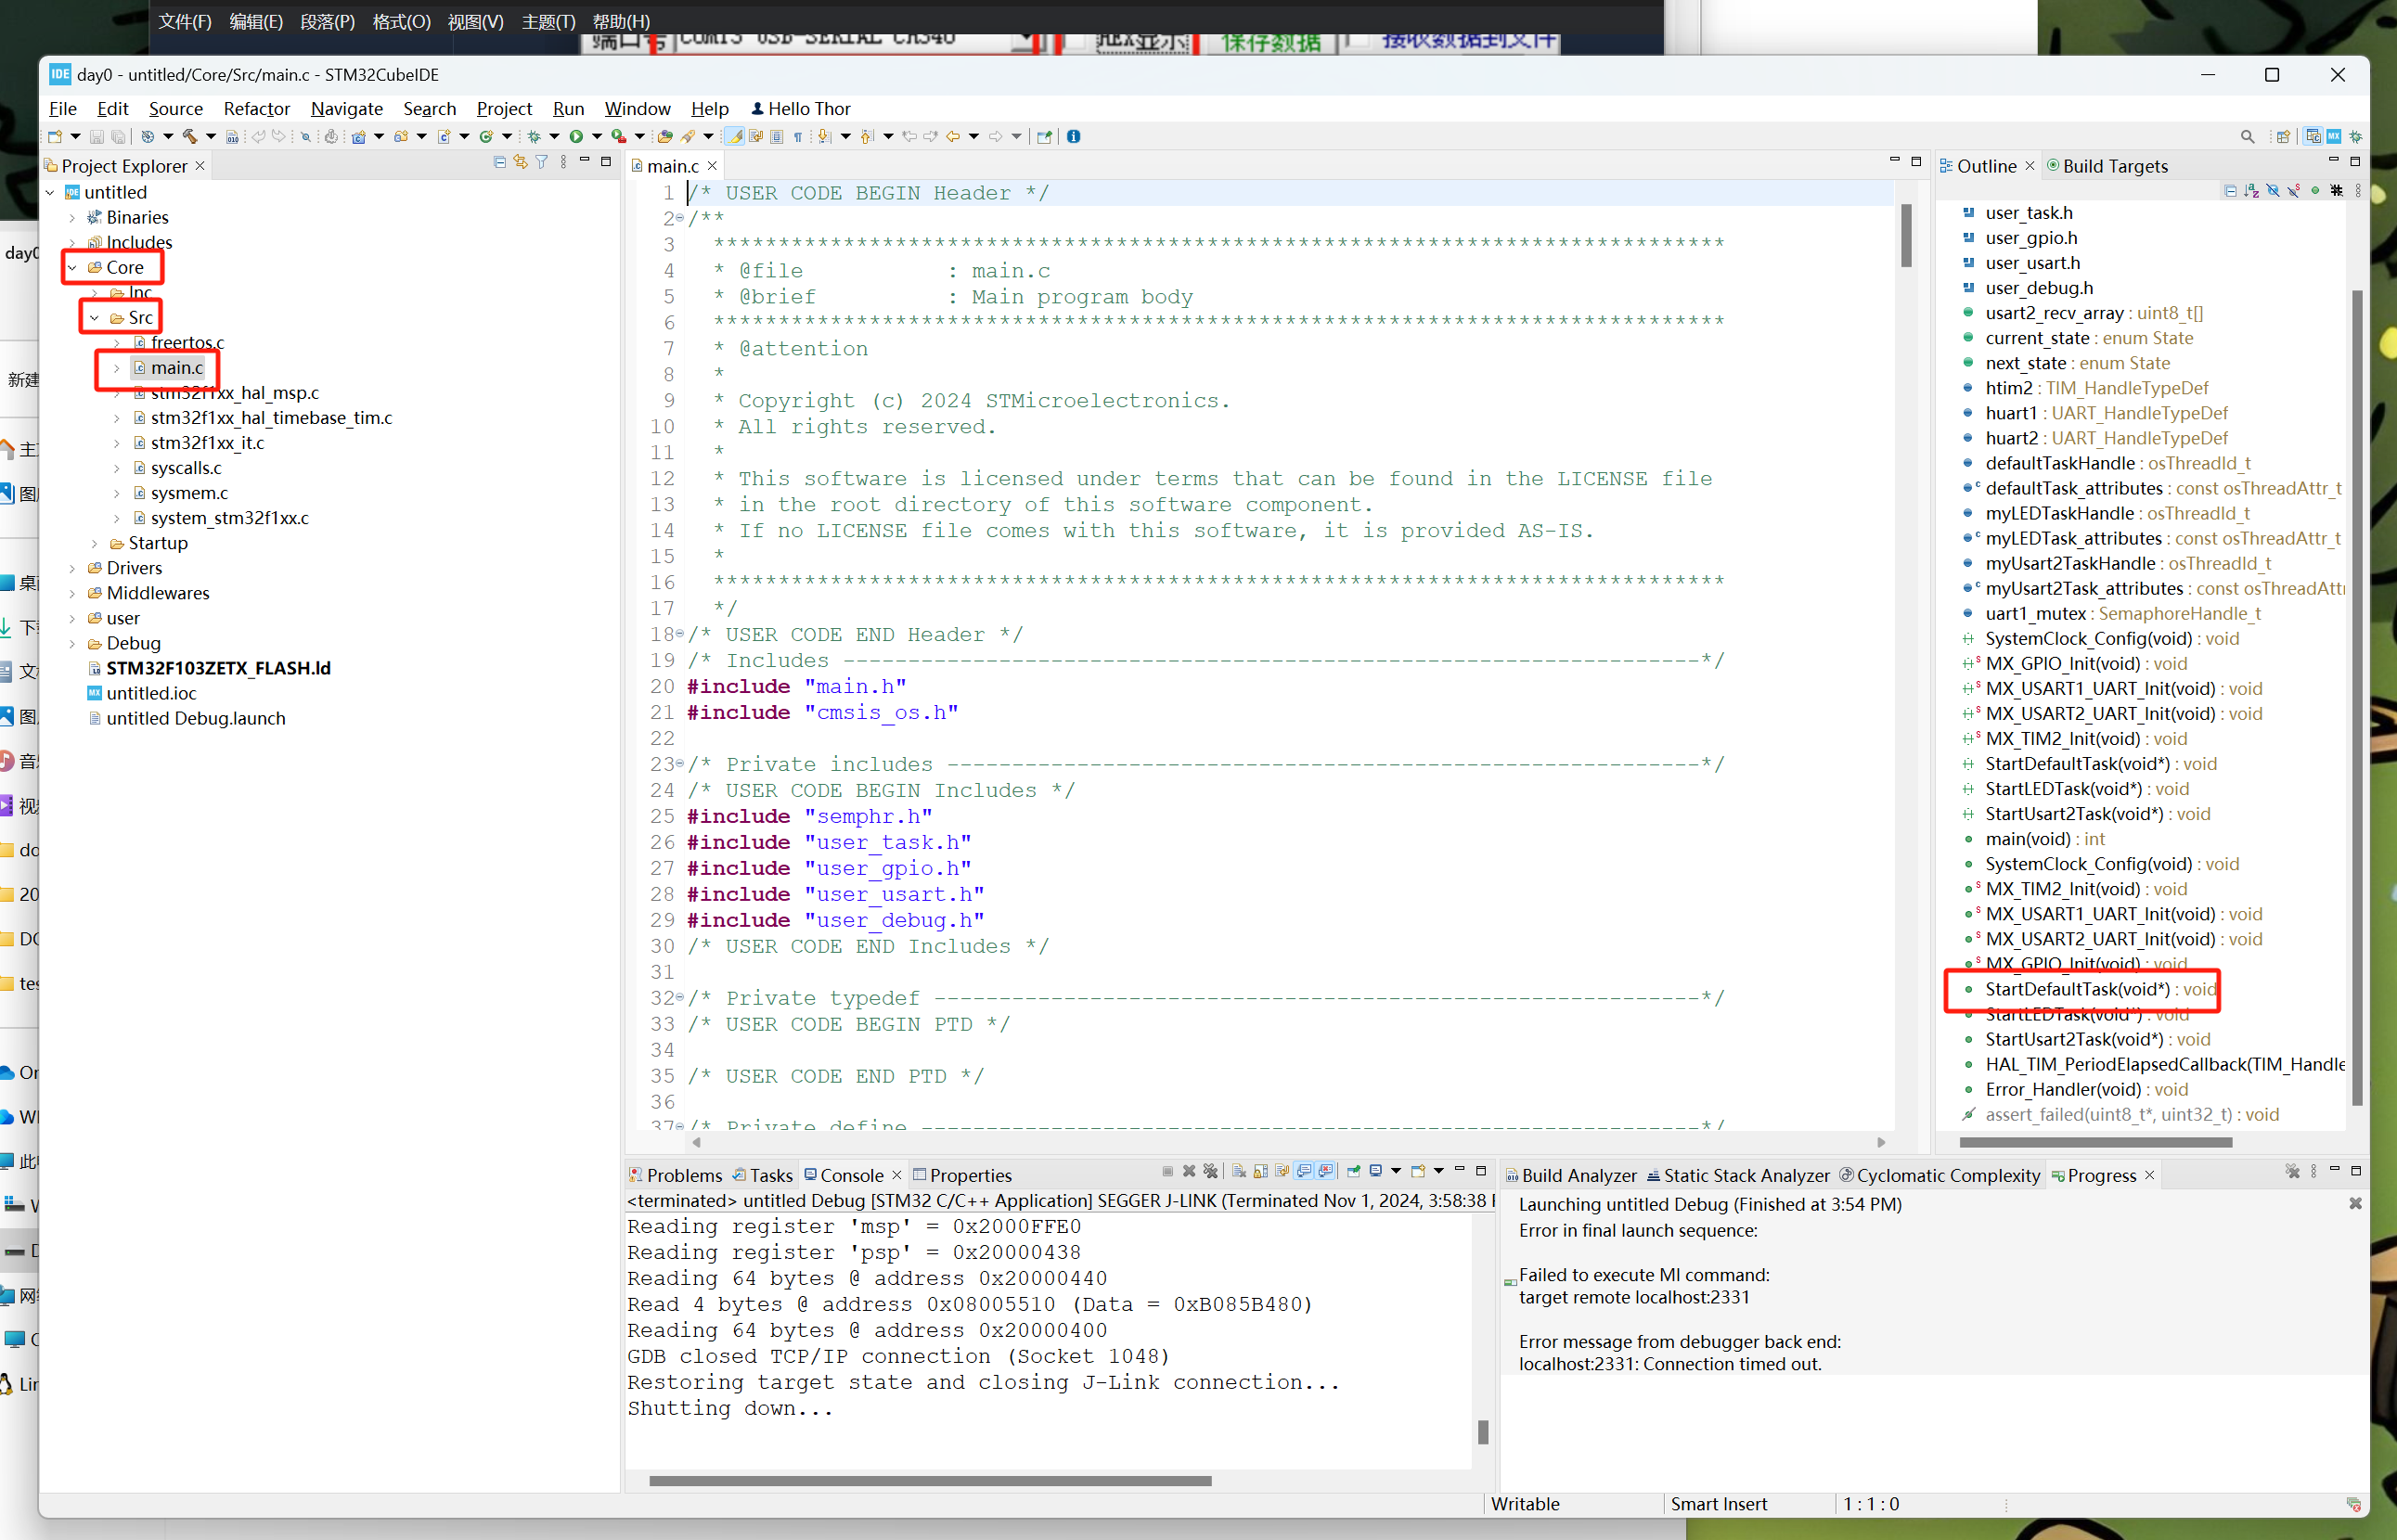 文件(F) 编辑(E) 段落(P) 格式(O) 视图(V) 主题(T) 帮助(H)
端口号 COM13 USB-SERIAL CH340 HEX显示 保存数据 接收数据到文件
IDE day0 - untitled/Core/Src/main.c - STM32CubeIDE
File Edit Source Refactor Navigate Search Project Run Window Help Hello Thor
Project Explorer
untitled
Binaries
Includes
Core
Inc
Src
freertos.c
main.c
stm32f1xx_hal_msp.c
stm32f1xx_hal_timebase_tim.c
stm32f1xx_it.c
syscalls.c
sysmem.c
system_stm32f1xx.c
Startup
Drivers
Middlewares
user
Debug
STM32F103ZETX_FLASH.ld
untitled.ioc
untitled Debug.launch
day0
新建
main.c
1 /* USER CODE BEGIN Header */
2 /**
3 ******************************************************************************
4 * @file : main.c
5 * @brief : Main program body
6 ******************************************************************************
7 * @attention
8 *
9 * Copyright (c) 2024 STMicroelectronics.
10 * All rights reserved.
11 *
12 * This software is licensed under terms that can be found in the LICENSE file
13 * in the root directory of this software component.
14 * If no LICENSE file comes with this software, it is provided AS-IS.
15 *
16 ******************************************************************************
17 */
18 /* USER CODE END Header */
19 /* Includes ------------------------------------------------------------------*/
20 #include "main.h"
21 #include "cmsis_os.h"
22
23 /* Private includes ----------------------------------------------------------*/
24 /* USER CODE BEGIN Includes */
25 #include "semphr.h"
26 #include "user_task.h"
27 #include "user_gpio.h"
28 #include "user_usart.h"
29 #include "user_debug.h"
30 /* USER CODE END Includes */
31
32 /* Private typedef -----------------------------------------------------------*/
33 /* USER CODE BEGIN PTD */
34
35 /* USER CODE END PTD */
36
37 /* Private define ------------------------------------------------------------*/
Outline Build Targets
user_task.h
user_gpio.h
user_usart.h
user_debug.h
usart2_recv_array : uint8_t[]
current_state : enum State
next_state : enum State
htim2 : TIM_HandleTypeDef
huart1 : UART_HandleTypeDef
huart2 : UART_HandleTypeDef
defaultTaskHandle : osThreadId_t
defaultTask_attributes : const osThreadAttr_t
myLEDTaskHandle : osThreadId_t
myLEDTask_attributes : const osThreadAttr_t
myUsart2TaskHandle : osThreadId_t
myUsart2Task_attributes : const osThreadAttr
uart1_mutex : SemaphoreHandle_t
SystemClock_Config(void) : void
MX_GPIO_Init(void) : void
MX_USART1_UART_Init(void) : void
MX_USART2_UART_Init(void) : void
MX_TIM2_Init(void) : void
StartDefaultTask(void*) : void
StartLEDTask(void*) : void
StartUsart2Task(void*) : void
main(void) : int
SystemClock_Config(void) : void
MX_TIM2_Init(void) : void
MX_USART1_UART_Init(void) : void
MX_USART2_UART_Init(void) : void
MX_GPIO_Init(void) : void
StartDefaultTask(void*) : void
StartLEDTask(void*) : void
StartUsart2Task(void*) : void
HAL_TIM_PeriodElapsedCallback(TIM_Handle
Error_Handler(void) : void
assert_failed(uint8_t*, uint32_t) : void
Problems Tasks Console Properties
<terminated> untitled Debug [STM32 C/C++ Application] SEGGER J-LINK (Terminated Nov 1, 2024, 3:58:38
Reading register 'msp' = 0x2000FFE0
Reading register 'psp' = 0x20000438
Reading 64 bytes @ address 0x20000440
Read 4 bytes @ address 0x08005510 (Data = 0xB085B480)
Reading 64 bytes @ address 0x20000400
GDB closed TCP/IP connection (Socket 1048)
Restoring target state and closing J-Link connection...
Shutting down...
Build Analyzer Static Stack Analyzer Cyclomatic Complexity Progress
Launching untitled Debug (Finished at 3:54 PM)
Error in final launch sequence:
Failed to execute MI command:
target remote localhost:2331
Error message from debugger back end:
localhost:2331: Connection timed out.
Writable Smart Insert 1 : 1 : 0